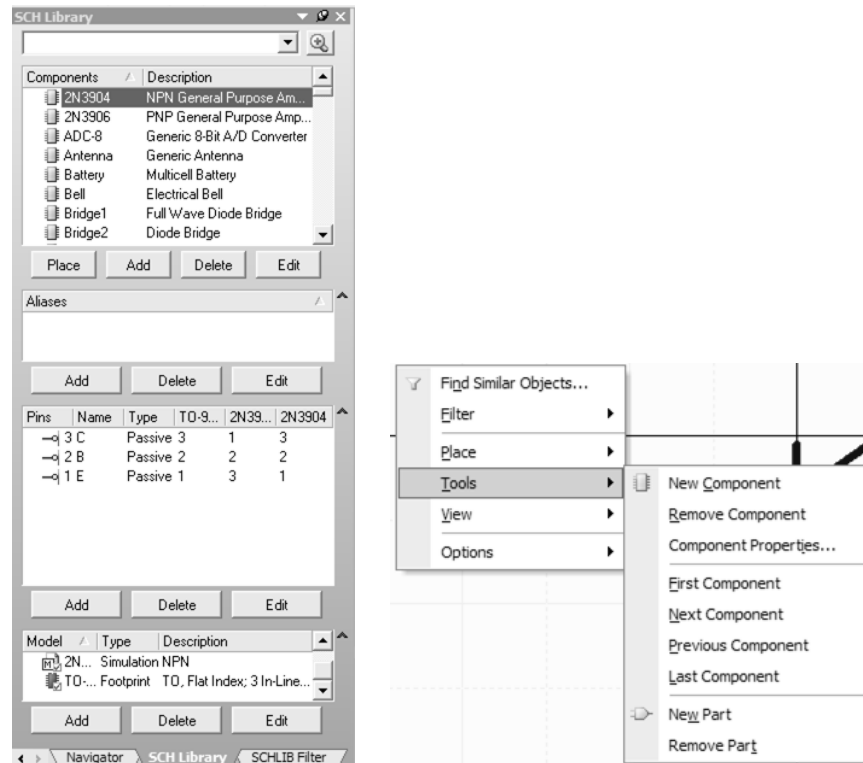 SCH Library
Components Description
2N3904 NPN General Purpose Am...
2N3906 PNP General Purpose Amp...
ADC-8 Generic 8-Bit A/D Converter
Antenna Generic Antenna
Battery Multicell Battery
Bell Electrical Bell
Bridge1 Full Wave Diode Bridge
Bridge2 Diode Bridge
Place Add Delete Edit
Aliases
Add Delete Edit
Pins Name Type TO-9... 2N39... 2N3904
3 C Passive 3 1 3
2 B Passive 2 2 2
1 E Passive 1 3 1
Add Delete Edit
Model Type Description
2N... Simulation NPN
TO-... Footprint TO, Flat Index; 3 In-Line...
Add Delete Edit
Navigator SCH Library SCHLIB Filter
Find Similar Objects...
Filter
Place
Tools
View
Options
New Component
Remove Component
Component Properties...
First Component
Next Component
Previous Component
Last Component
New Part
Remove Part